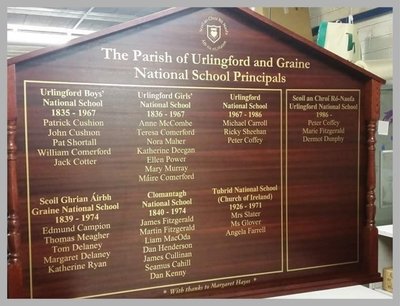 The Parish of Urlingford and Graine
National School Principals
Urlingford Boys'
National School
1835 - 1967
Patrick Cushion
John Cushion
Pat Shortall
William Comerford
Jack Cotter
Urlingford Girls'
National School
1836 - 1967
Anne McCombe
Teresa Comerford
Nora Maher
Katherine Deegan
Ellen Power
Mary Murray
Mire Comerford
Urlingford
National School
1967 - 1986
Michael Carroll
Ricky Sheehan
Peter Coffey
Scoil an Chroí Ró-Naofa
Urlingford National School
1986 -
Peter Coffey
Marie Fitzgerald
Dermot Dunphy
Scoil Ghrian Áirbh
Graine National School
1839 - 1974
Edmund Campion
Thomas Meagher
Tom Delaney
Margaret Delaney
Katherine Ryan
Clomantagh
National School
1840 - 1974
James Fitzgerald
Martin Fitzgerald
Liam MacOda
Dan Henderson
James Cullinan
Seamus Cahill
Dan Kenny
Tubrid National School
(Church of Ireland)
1926 - 1971
Mrs Slater
Ms Glover
Angela Farrell
* With thanks to Margaret Hayes *